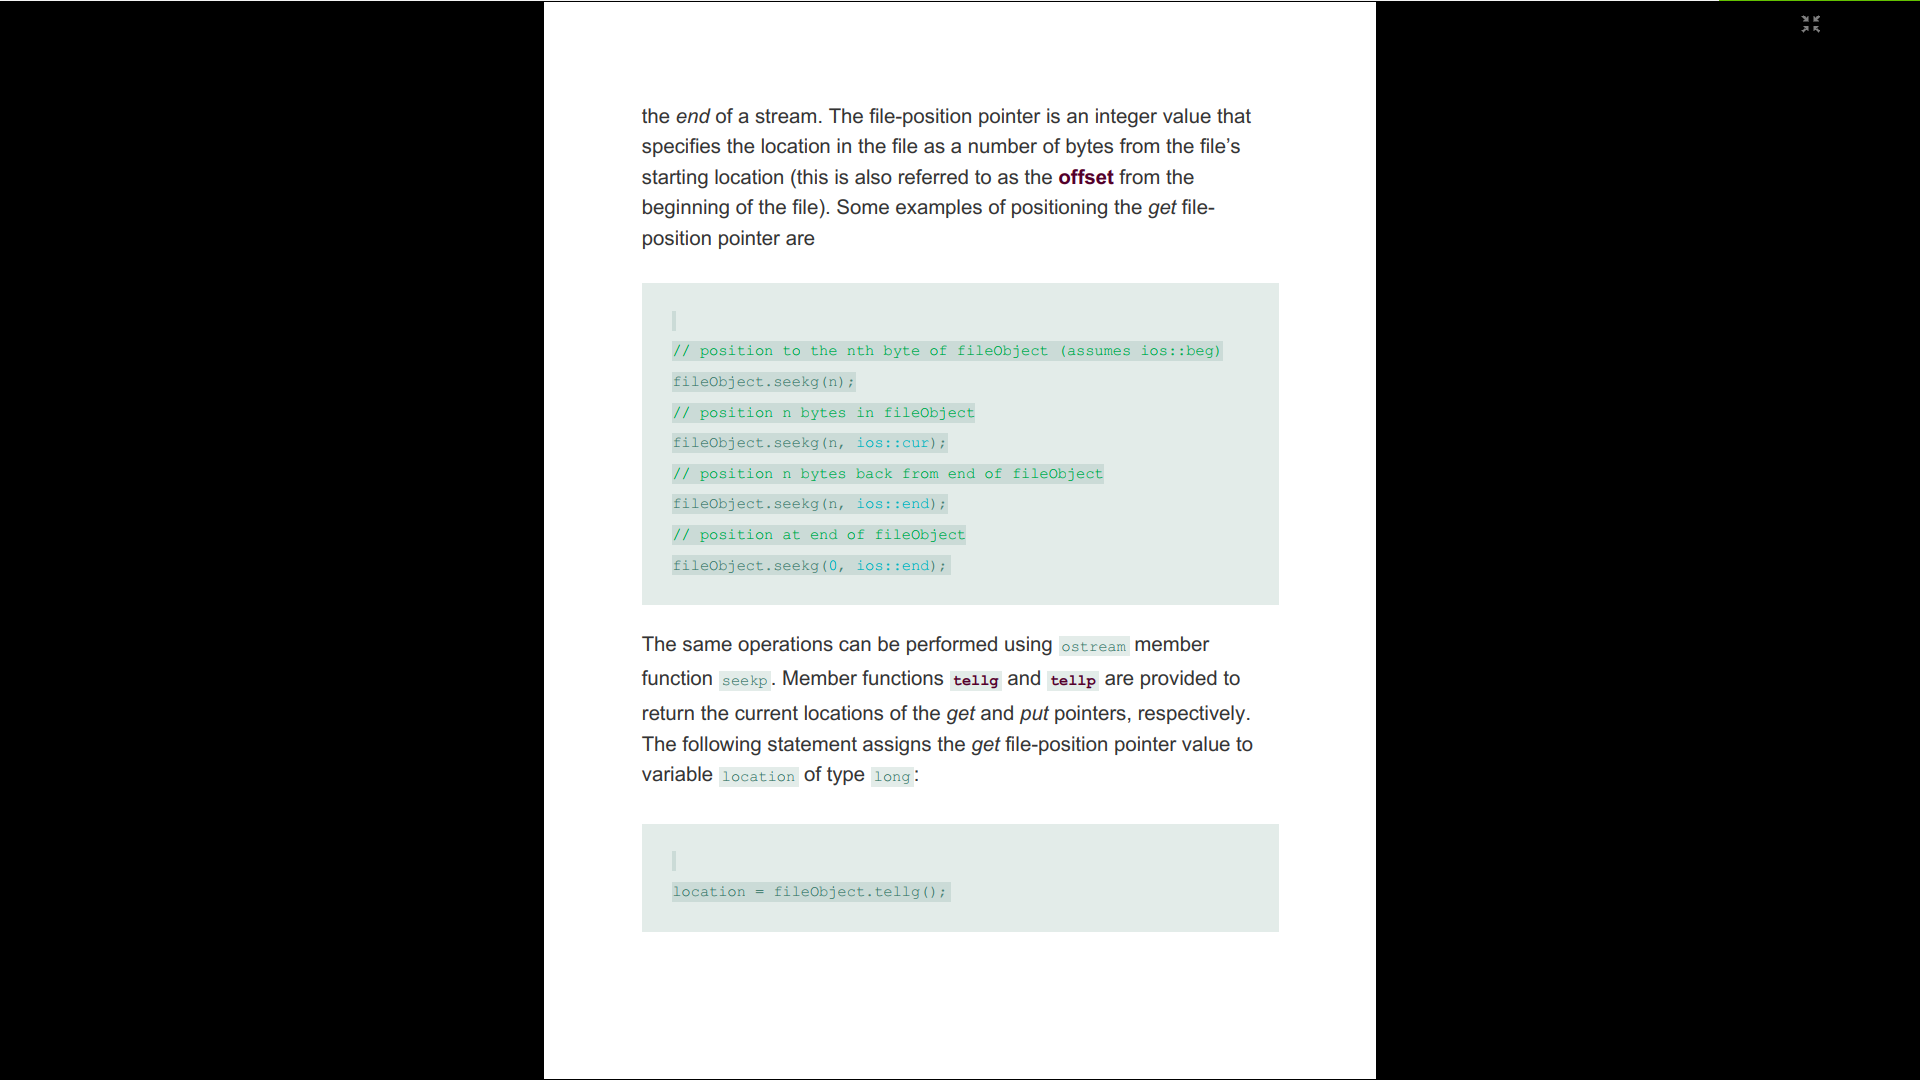 the end of a stream. The file-position pointer is an integer value that
specifies the location in the file as a number of bytes from the file’s
starting location (this is also referred to as the offset from the
beginning of the file). Some examples of positioning the get file-
position pointer are
// position to the nth byte of fileObject (assumes ios::beg)
fileObject.seekg(n);
// position n bytes in fileObject
fileObject.seekg(n, ios::cur);
// position n bytes back from end of fileObject
fileObject.seekg(n, ios::end);
// position at end of fileObject
fileObject.seekg(0, ios::end);
The same operations can be performed using ostream member
function seekp. Member functions tellg and tellp are provided to
return the current locations of the get and put pointers, respectively.
The following statement assigns the get file-position pointer value to
variable location of type long:
location = fileObject.tellg();